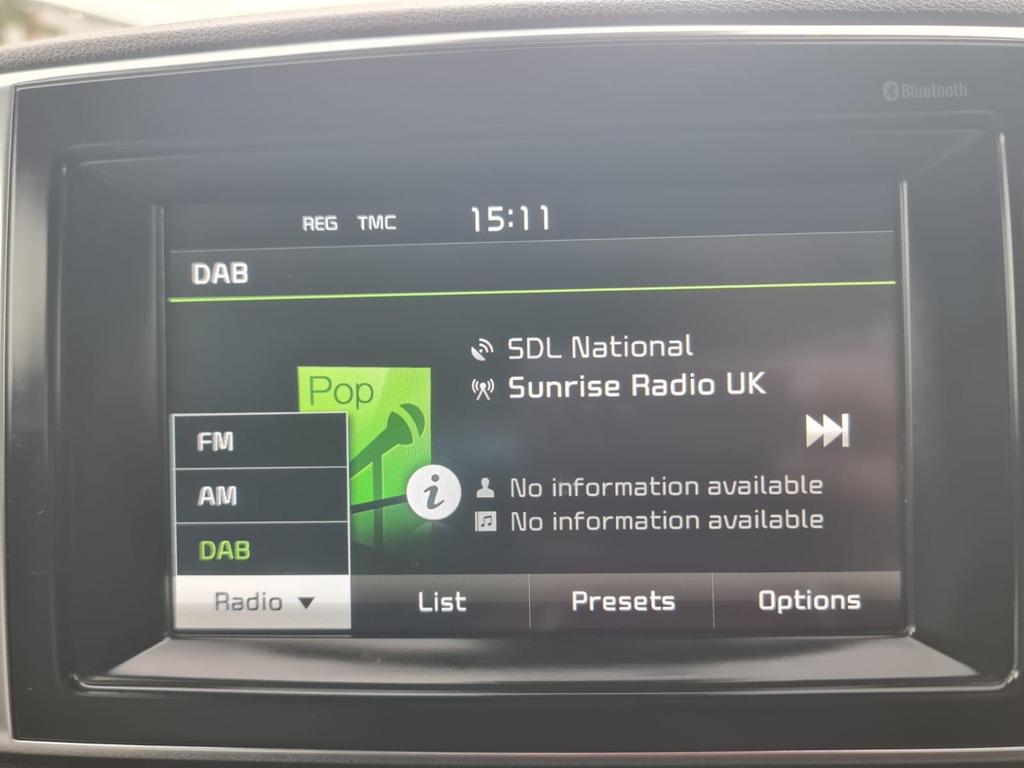 Bluetooth
REG TMC 15:11
DAB
SDL National
Sunrise Radio UK
Pop
FM
AM
DAB
No information available
No information available
Radio List Presets Options